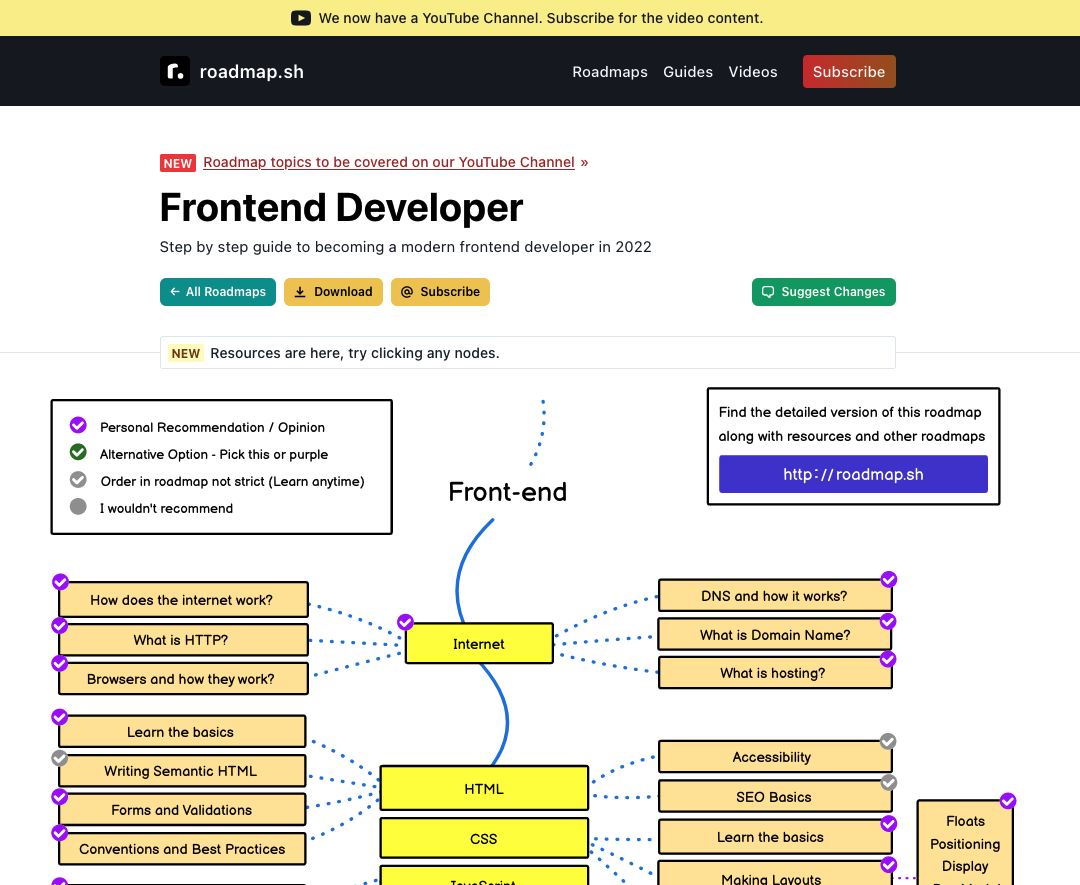 We now have a YouTube Channel. Subscribe for the video content.
roadmap.sh
Roadmaps Guides Videos Subscribe
NEW Roadmap topics to be covered on our YouTube Channel »
Frontend Developer
Step by step guide to becoming a modern frontend developer in 2022
← All Roadmaps Download @ Subscribe Suggest Changes
NEW Resources are here, try clicking any nodes.
Personal Recommendation / Opinion
Alternative Option - Pick this or purple
Order in roadmap not strict (Learn anytime)
I wouldn't recommend
Find the detailed version of this roadmap
along with resources and other roadmaps
http://roadmap.sh
Front-end
How does the internet work?
What is HTTP?
Browsers and how they work?
Internet
DNS and how it works?
What is Domain Name?
What is hosting?
Learn the basics
Writing Semantic HTML
Forms and Validations
Conventions and Best Practices
HTML
CSS
JavaScript
Accessibility
SEO Basics
Learn the basics
Making Layouts
Floats
Positioning
Display